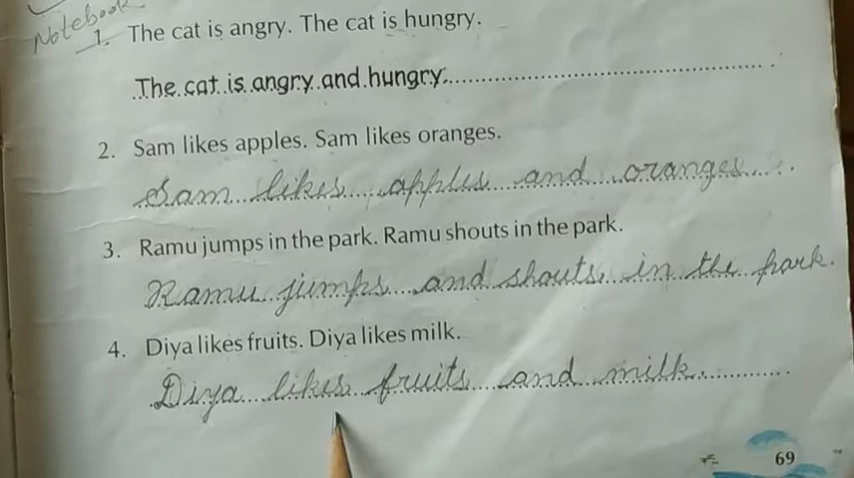 Notebook
1. The cat is angry. The cat is hungry.
The cat is angry and hungry.
2. Sam likes apples. Sam likes oranges.
Sam likes apples and oranges.
3. Ramu jumps in the park. Ramu shouts in the park.
Ramu jumps and shouts in the park.
4. Diya likes fruits. Diya likes milk.
Diya likes fruits and milk.
69